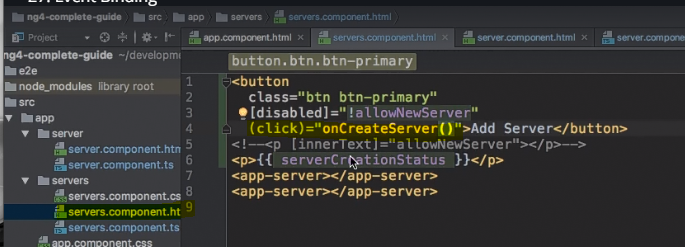 27. Event Binding
ng4-complete-guide src app servers servers.component.html
Project app.component.html servers.component.html server.component.html server.compone
ng4-complete-guide ~/developme
button.btn.btn-primary
e2e
node_modules library root
src
app
server
server.component.htm
server.component.ts
servers
servers.component.cs
servers.component.ht
servers.component.ts
app.component.css
1 <button
2 class="btn btn-primary"
3 [disabled]="!allowNewServer"
4 (click)="onCreateServer()">Add Server</button>
5 <!--<p [innerText]="allowNewServer"></p>-->
6 <p>{{ serverCreationStatus }}</p>
7 <app-server></app-server>
8 <app-server></app-server>
9